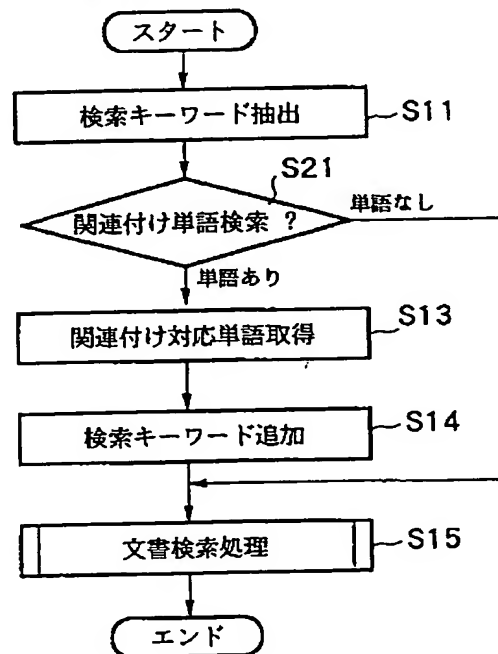 スタート
検索キーワード抽出
S11
S21
関連付け単語検索 ?
単語なし
単語あり
関連付け対応単語取得
S13
検索キーワード追加
S14
文書検索処理
S15
エンド